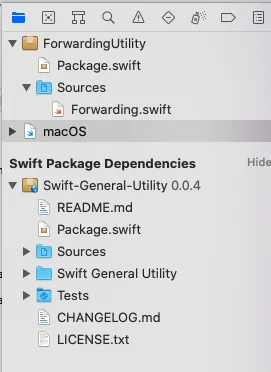 ForwardingUtility
Package.swift
Sources
Forwarding.swift
macOS
Swift Package Dependencies Hide
Swift-General-Utility 0.0.4
README.md
Package.swift
Sources
Swift General Utility
Tests
CHANGELOG.md
LICENSE.txt